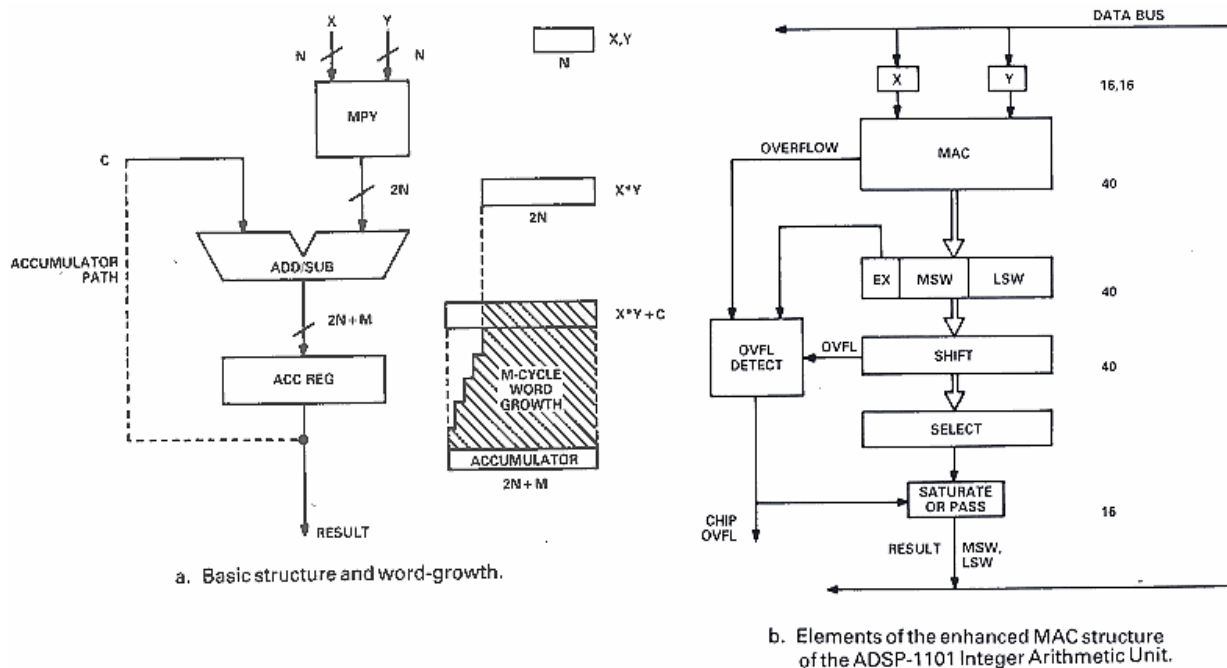 X
Y
N
N
MPY
C
2N
ACCUMULATOR
PATH
ADD/SUB
2N + M
ACC REG
RESULT
X,Y
N
X*Y
2N
X*Y + C
M-CYCLE
WORD
GROWTH
ACCUMULATOR
2N + M
a. Basic structure and word-growth.
DATA BUS
X
Y
16,16
OVERFLOW
MAC
40
EX
MSW
LSW
40
OVFL
DETECT
OVFL
SHIFT
40
SELECT
SATURATE
OR PASS
16
CHIP
OVFL
RESULT
MSW,
LSW
b. Elements of the enhanced MAC structure
of the ADSP-1101 Integer Arithmetic Unit.